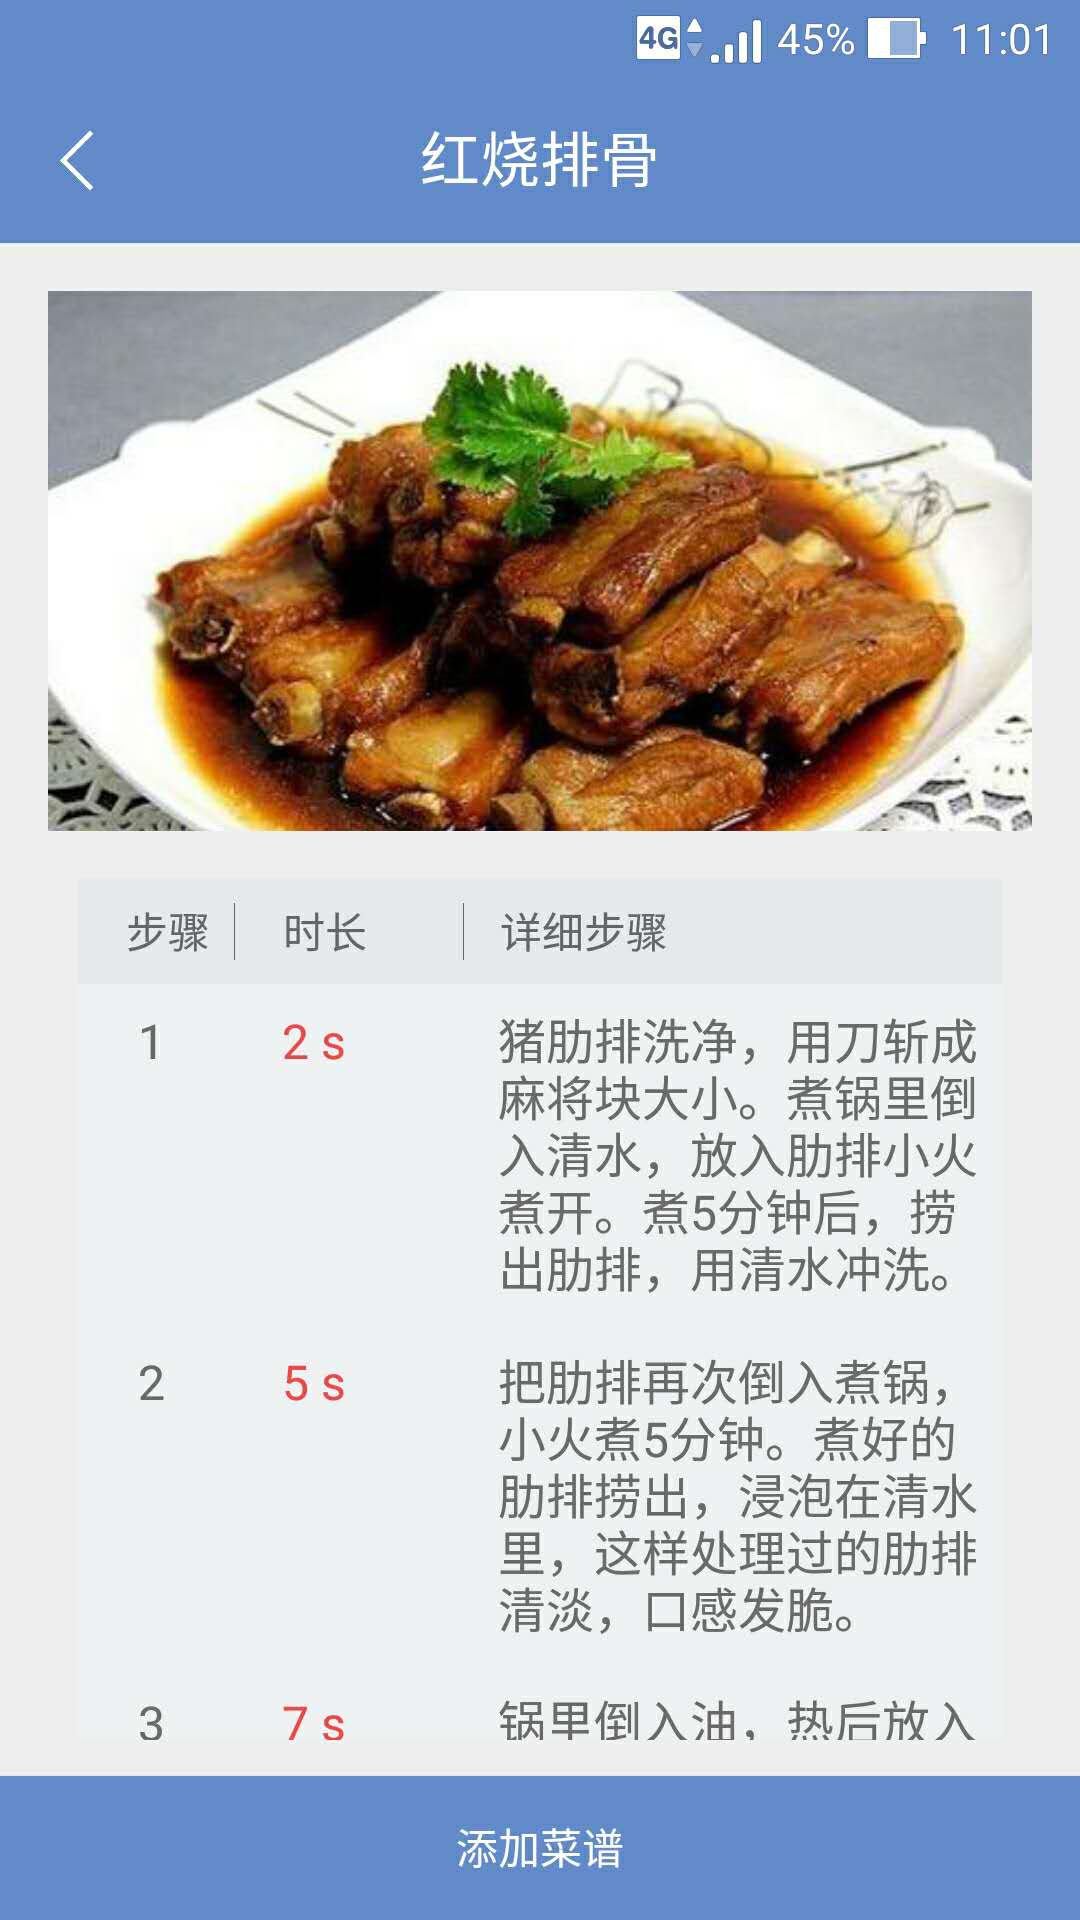 4G 45% 11:01
红烧排骨
步骤 时长 详细步骤
1 2 s 猪肋排洗净，用刀斩成
麻将块大小。煮锅里倒
入清水，放入肋排小火
煮开。煮5分钟后，捞
出肋排，用清水冲洗。
2 5 s 把肋排再次倒入煮锅，
小火煮5分钟。煮好的
肋排捞出，浸泡在清水
里，这样处理过的肋排
清淡，口感发脆。
3 7 s 锅里倒入油，热后放入
添加菜谱